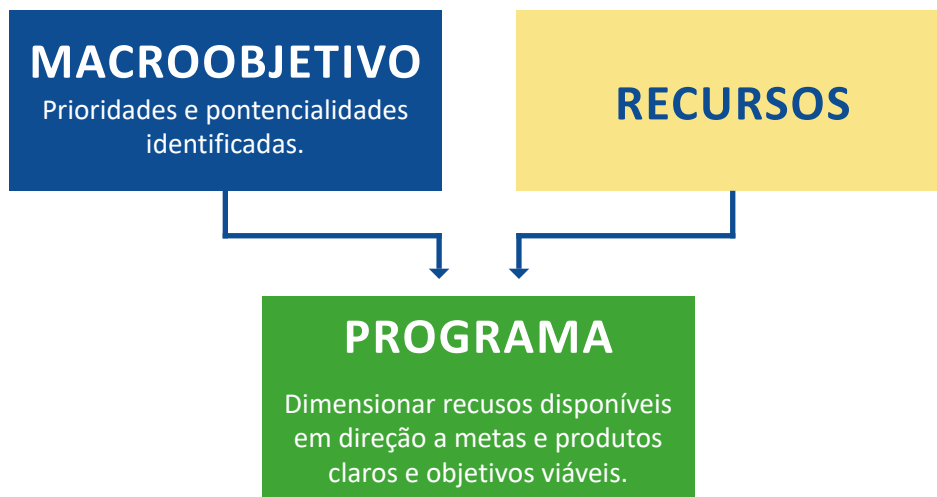 MACROOBJETIVO
Prioridades e pontencialidades
identificadas.
RECURSOS
PROGRAMA
Dimensionar recusos disponíveis
em direção a metas e produtos
claros e objetivos viáveis.